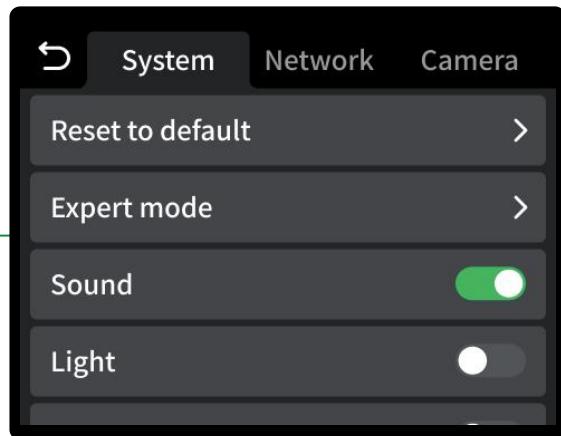 System Network Camera
Reset to default
Expert mode
Sound
Light